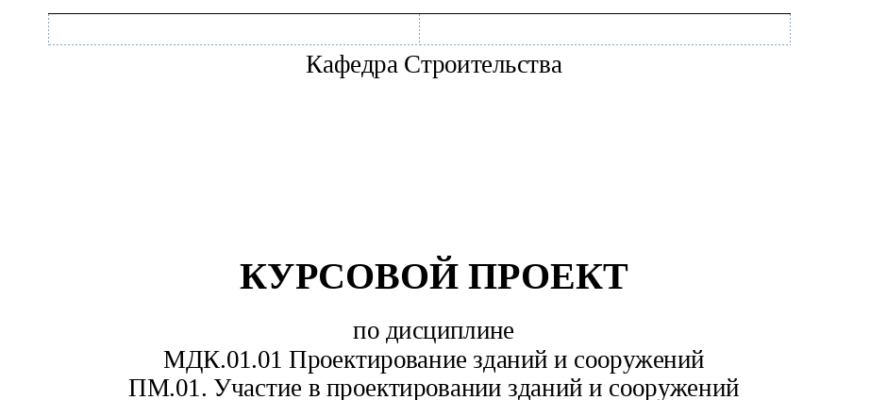 Кафедра Строительства
КУРСОВОЙ ПРОЕКТ
по дисциплине
МДК.01.01 Проектирование зданий и сооружений
ПМ.01. Участие в проектировании зданий и сооружений